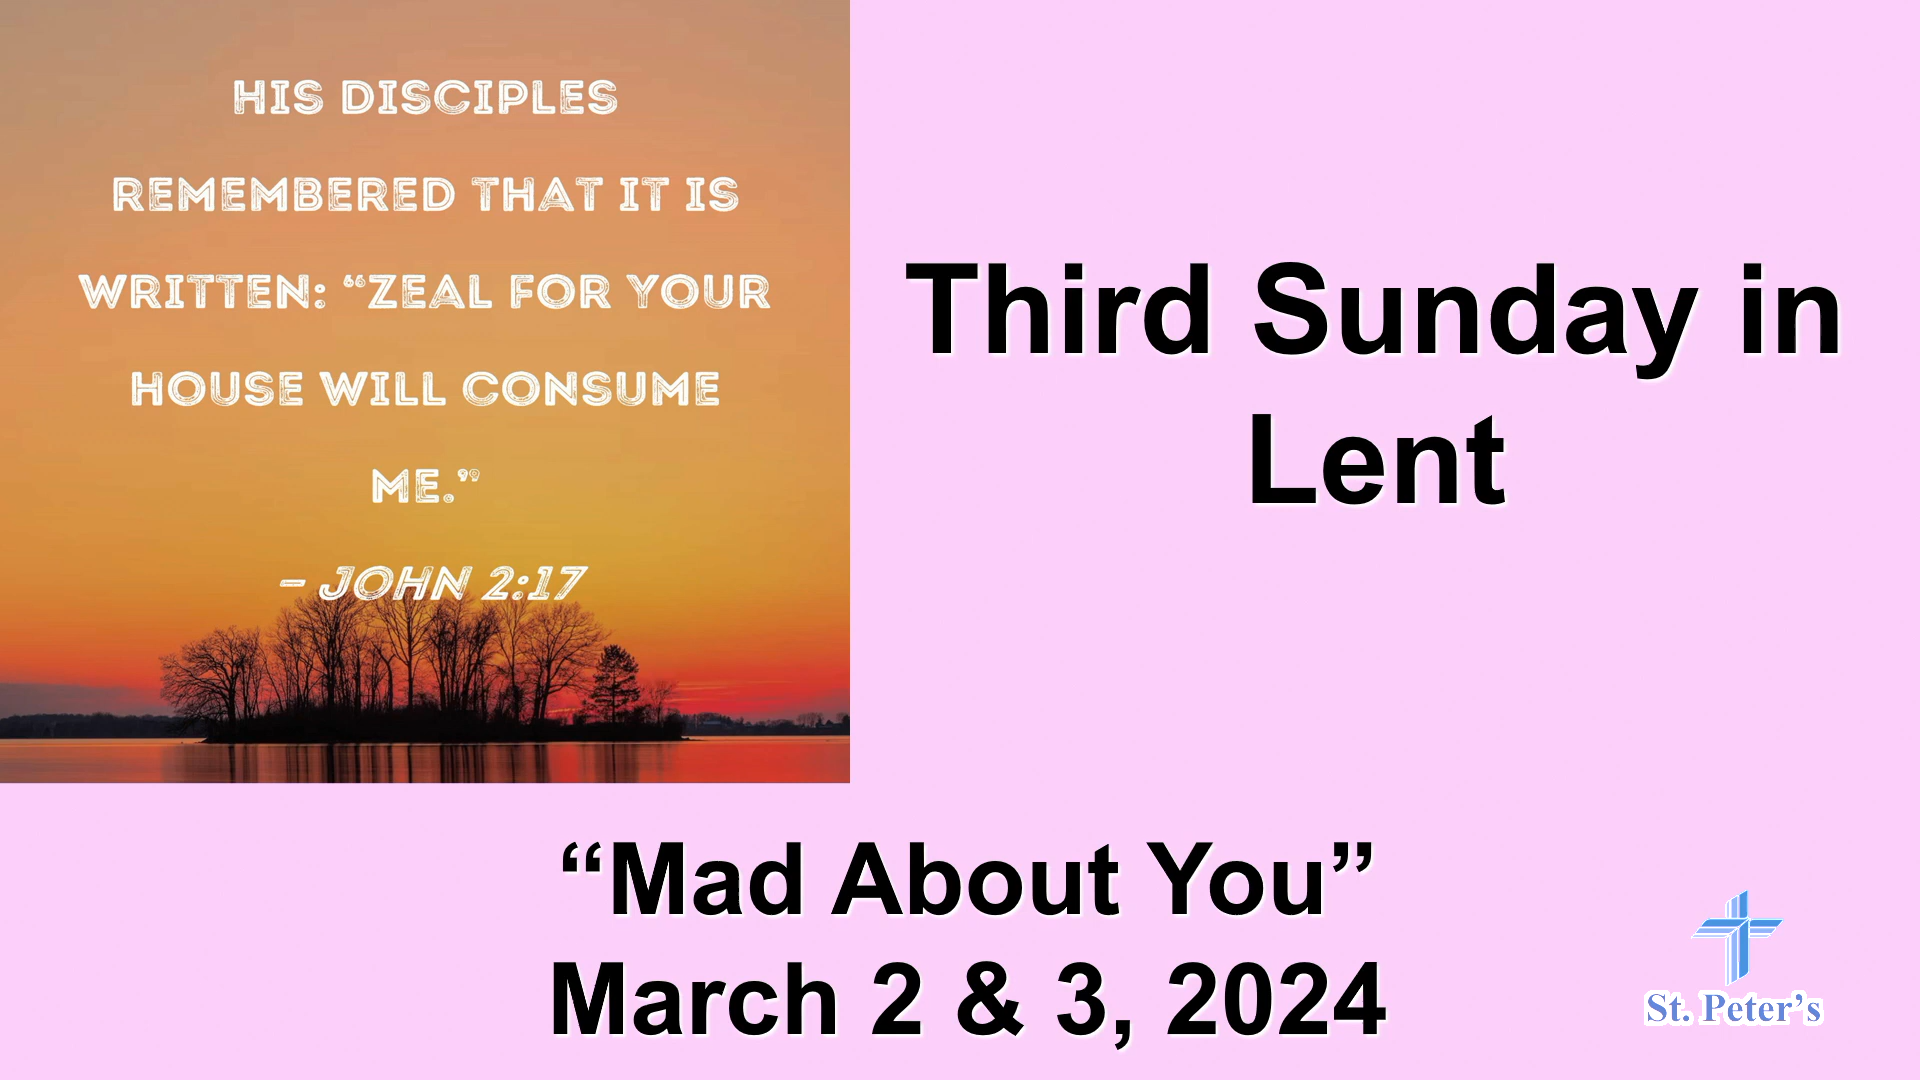 HIS DISCIPLES
REMEMBERED THAT IT IS
WRITTEN: “ZEAL FOR YOUR
HOUSE WILL CONSUME
ME.”
– JOHN 2:17
Third Sunday in
Lent
“Mad About You”
March 2 & 3, 2024
St. Peter’s